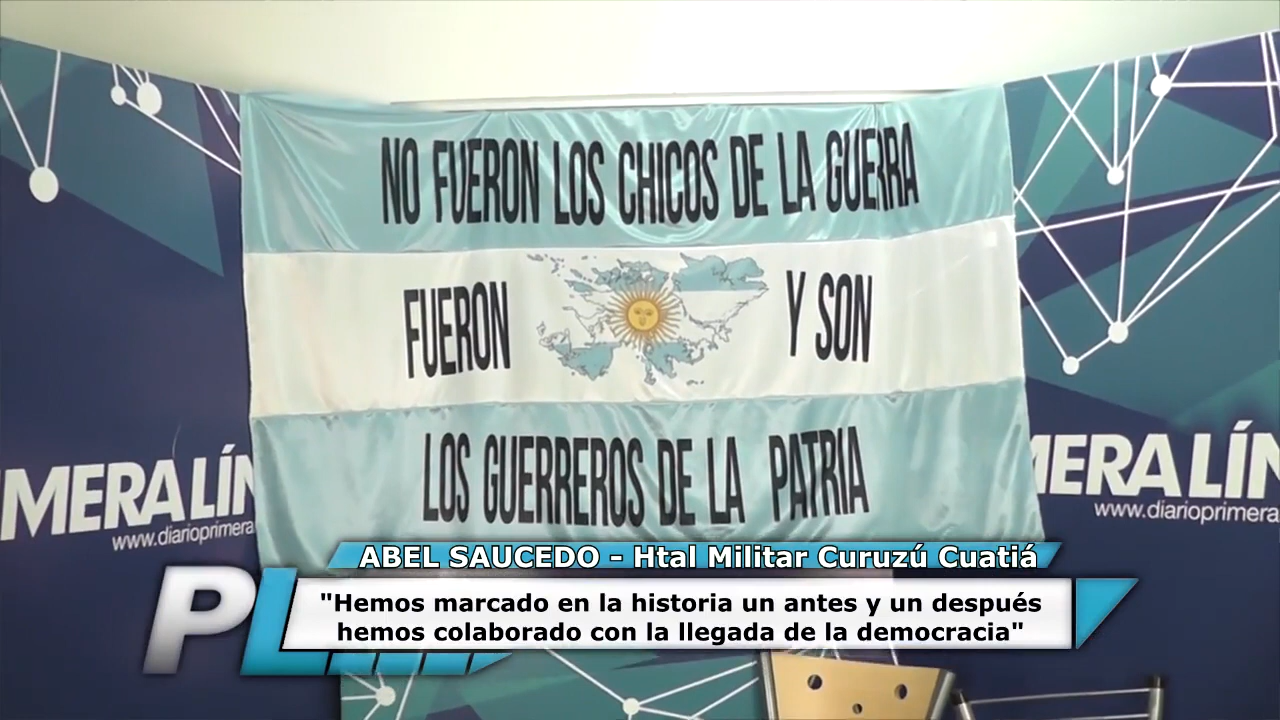 NO FUERON LOS CHICOS DE LA GUERRA
FUERON Y SON
LOS GUERREROS DE LA PATRIA
MERA LÍN
www.diarioprimera
ERA LÍN
www.diarioprimera
ABEL SAUCEDO - Htal Militar Curuzú Cuatiá
"Hemos marcado en la historia un antes y un después
hemos colaborado con la llegada de la democracia"
PL